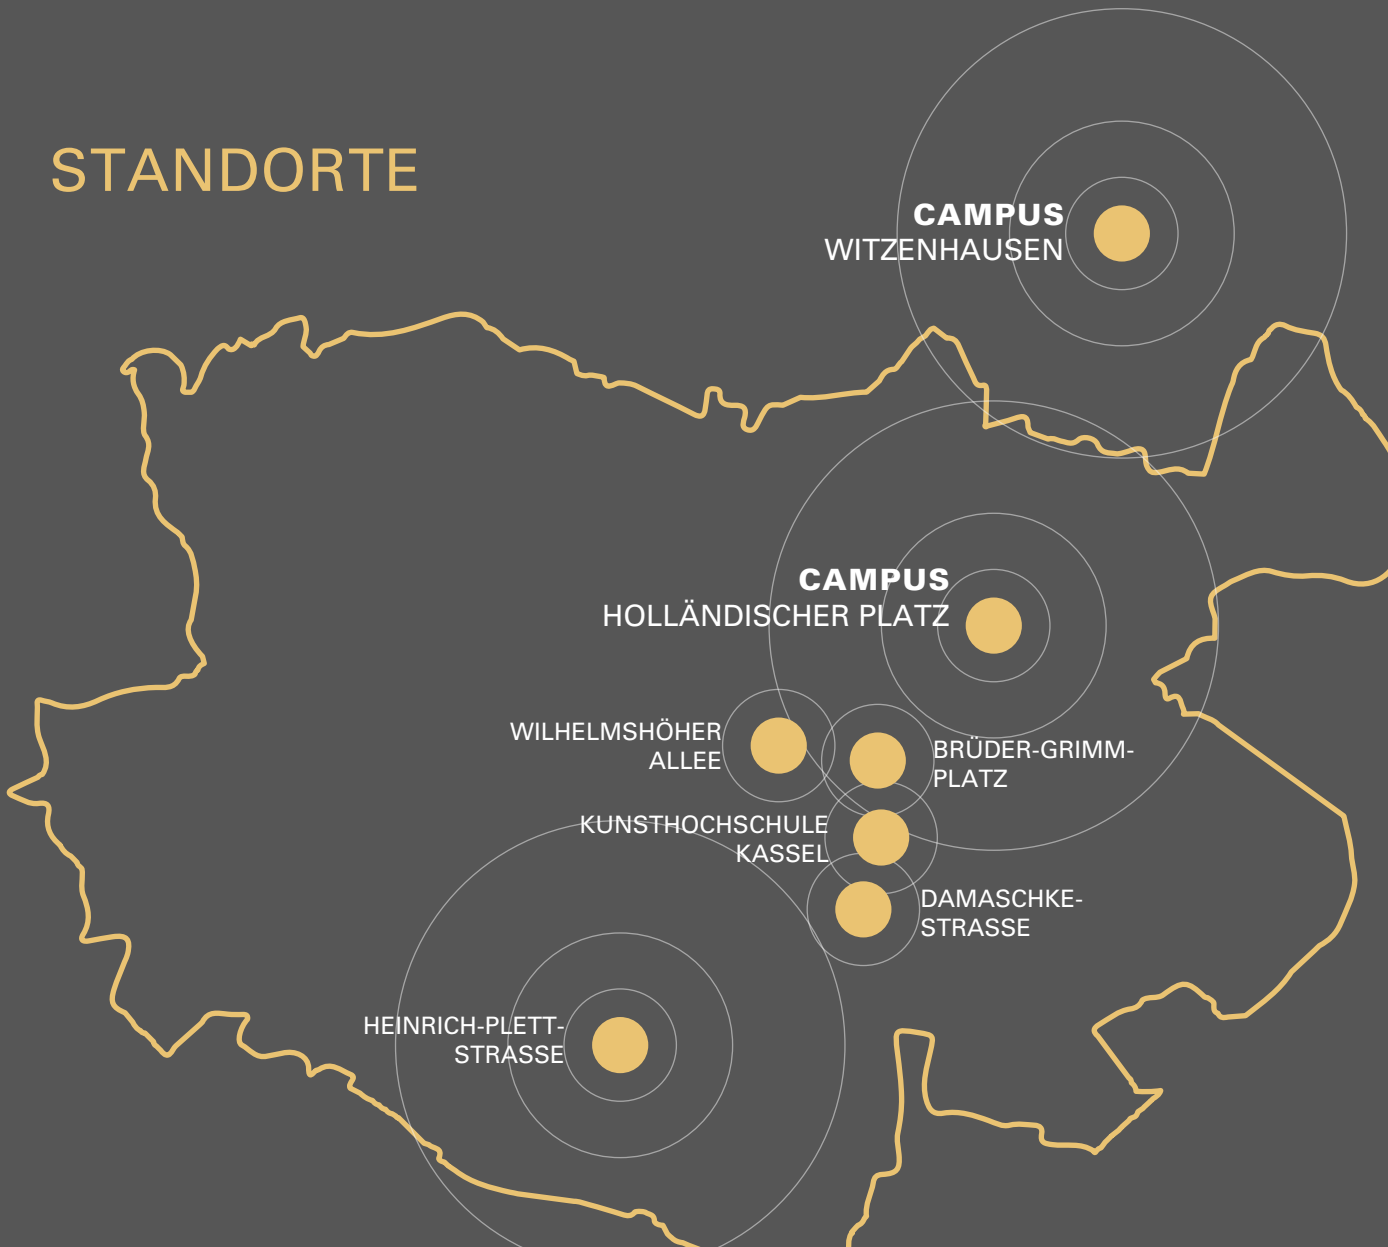 STANDORTE
CAMPUS
WITZENHAUSEN
CAMPUS
HOLLÄNDISCHER PLATZ
WILHELMSHÖHER
ALLEE
BRÜDER-GRIMM-
PLATZ
KUNSTHOCHSCHULE
KASSEL
DAMASCHKE-
STRASSE
HEINRICH-PLETT-
STRASSE